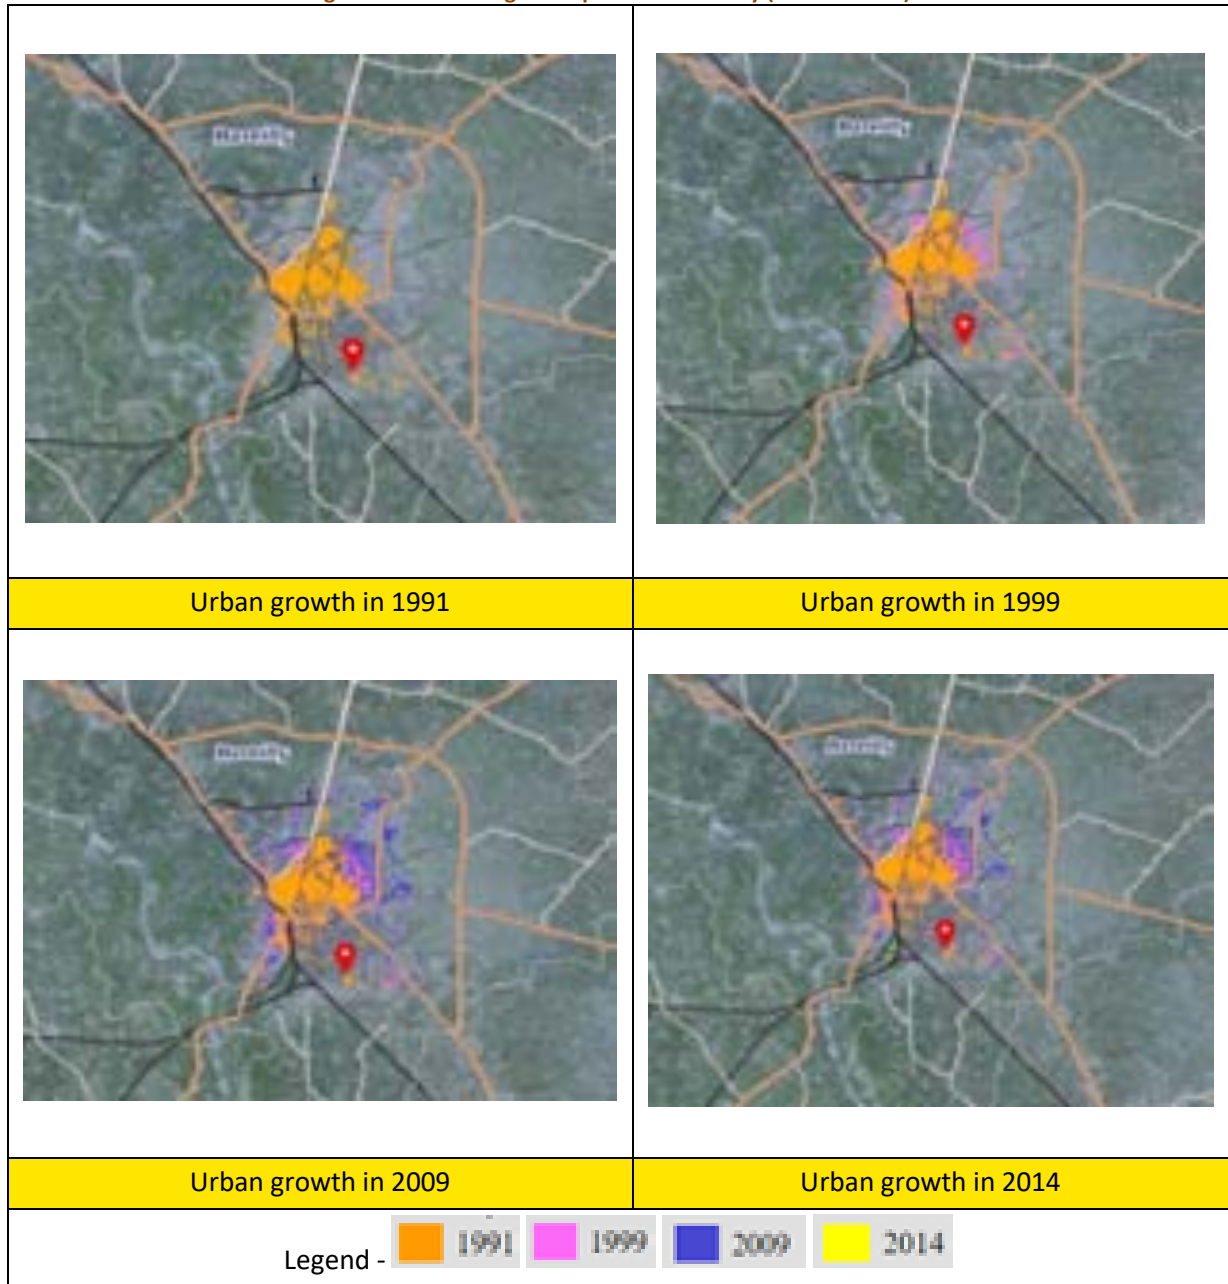 Urban growth in 1991
Urban growth in 1999
Urban growth in 2009
Urban growth in 2014
Legend - 1991 1999 2009 2014